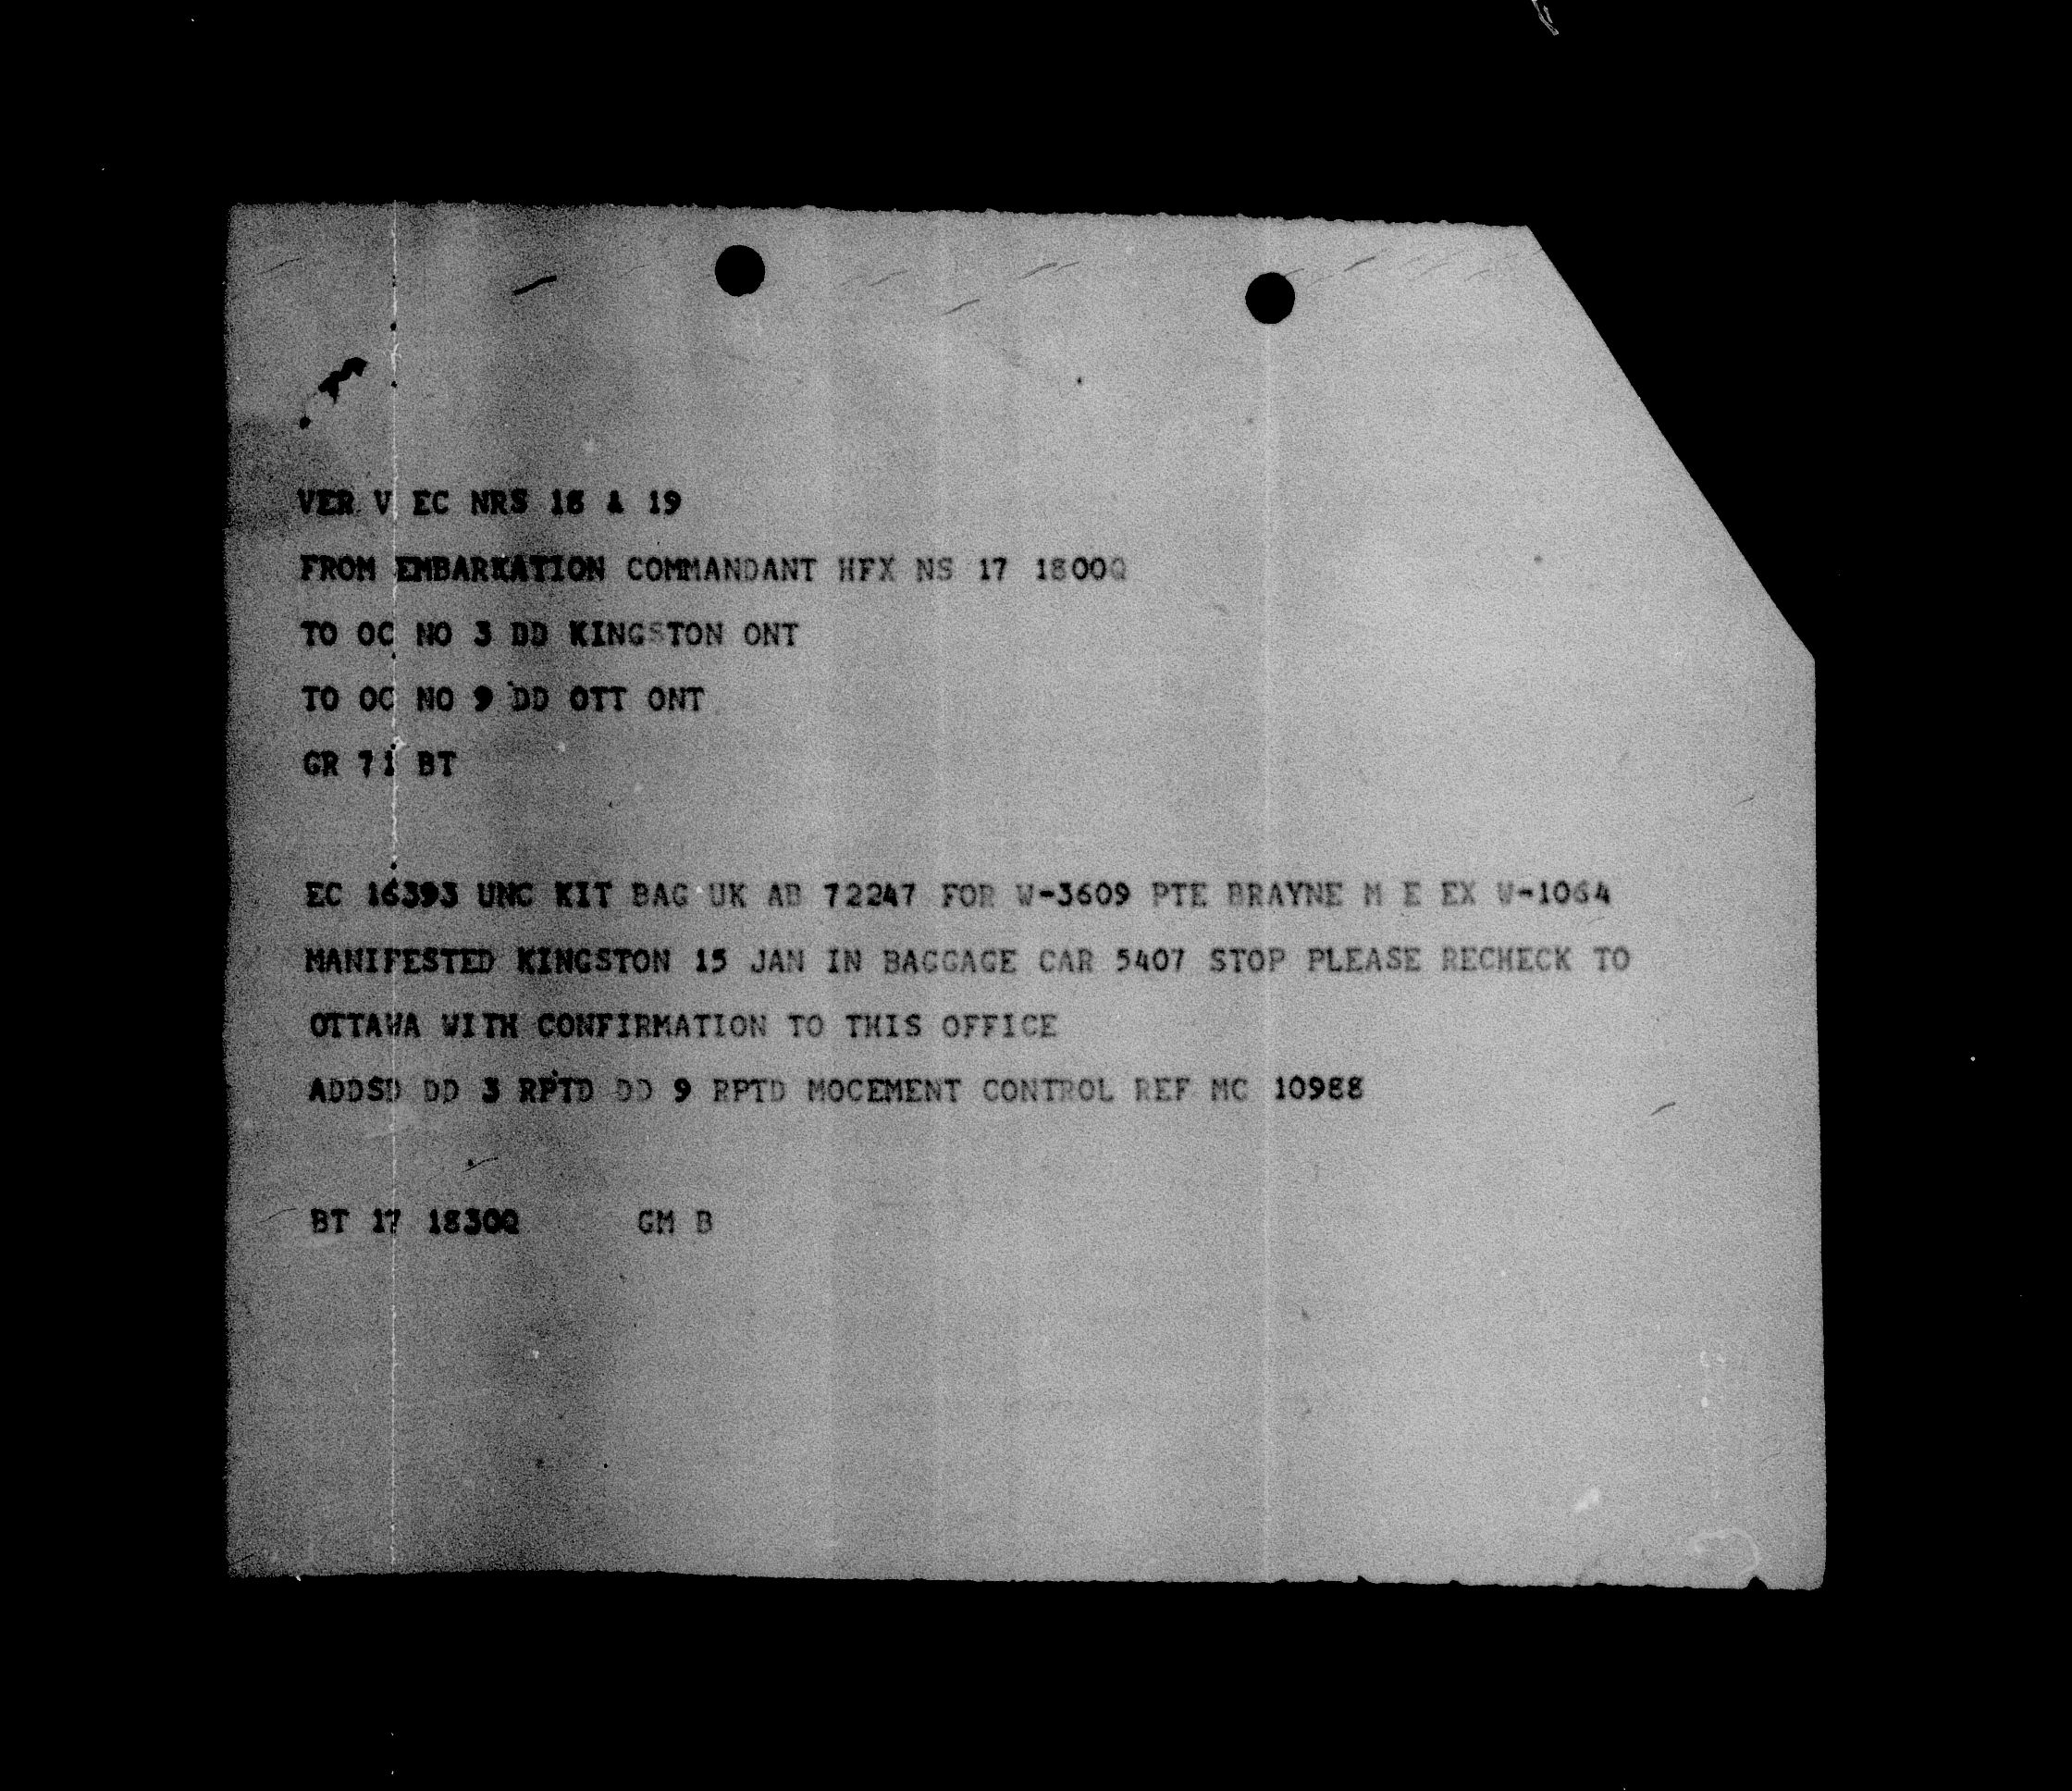 VER V EC NRS 18 & 19
FROM EMBARKATION COMMANDANT HFX NS 17 1800Q
TO OC NO 3 DD KINGSTON ONT
TO OC NO 9 DD OTT ONT
GR 71 BT
EC 16393 UNC KIT BAG UK AB 72247 FOR W-3609 PTE BRAYNE M E EX W-1064
MANIFESTED KINGSTON 15 JAN IN BAGGAGE CAR 5407 STOP PLEASE RECHECK TO
OTTAWA WITH CONFIRMATION TO THIS OFFICE
ADDSD DD 3 RPTD DD 9 RPTD MOCEMENT CONTROL REF MC 10988
BT 17 1830Q GM B